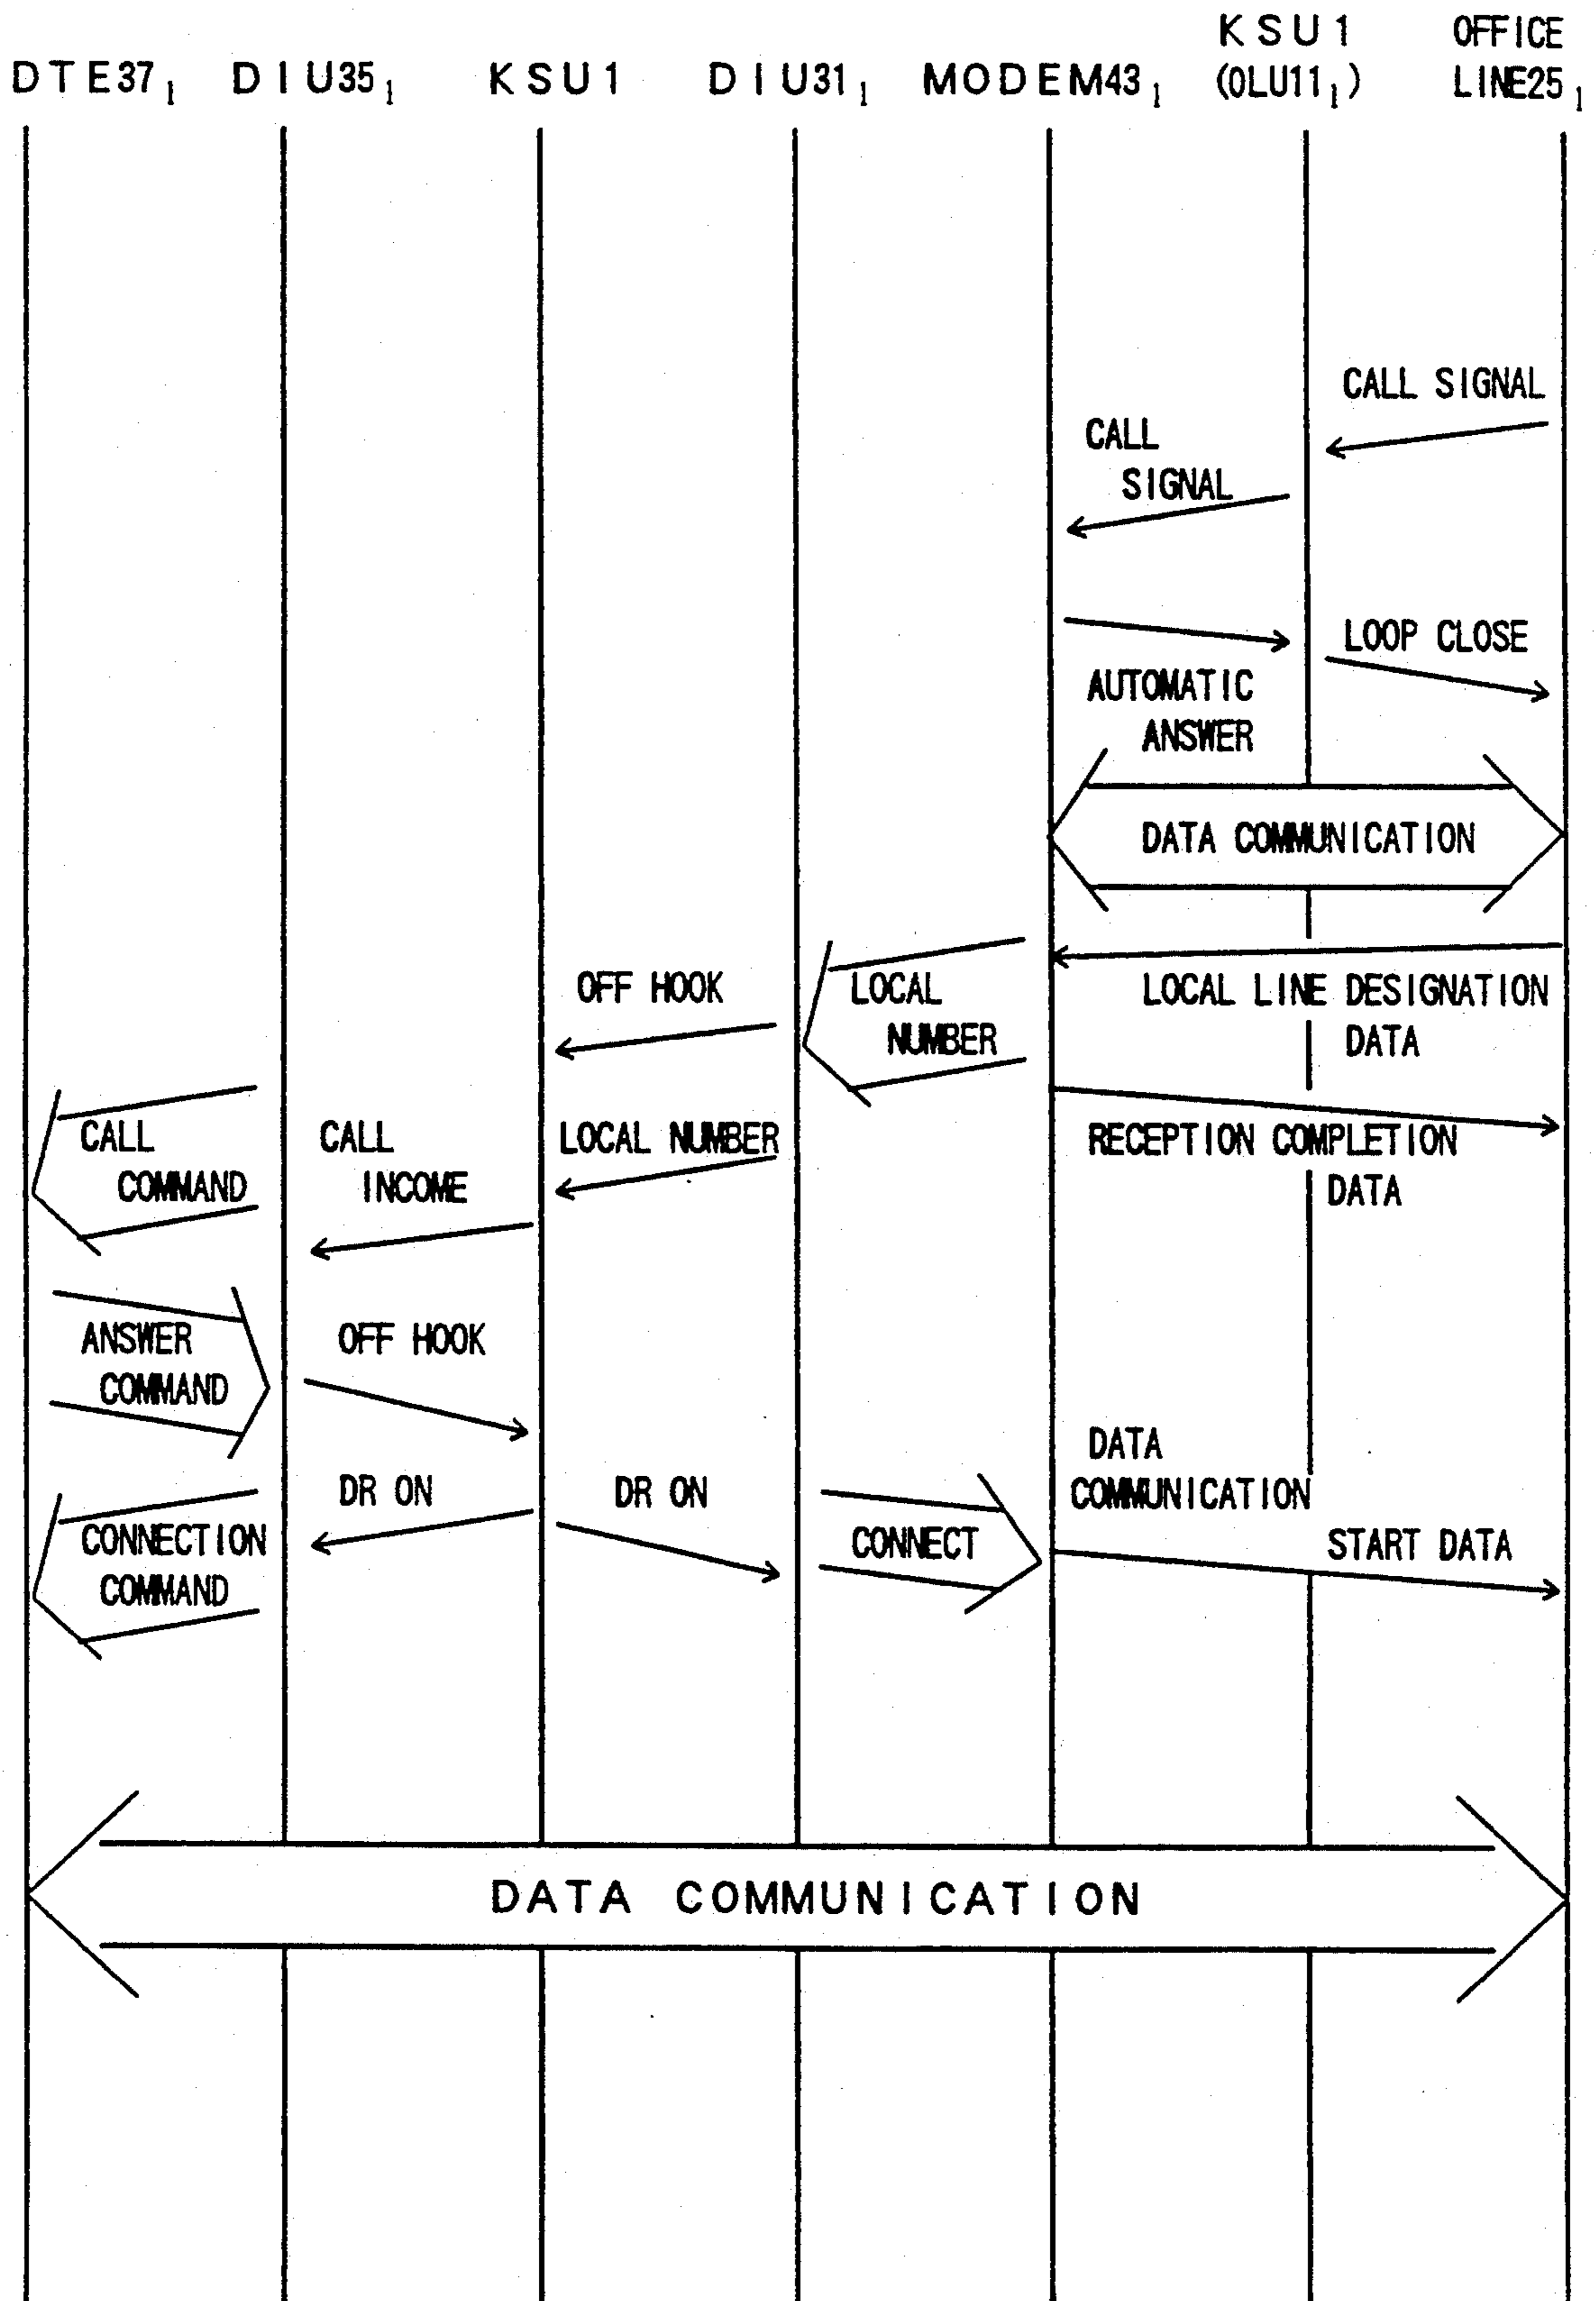 DTE37₁ DIU35₁ KSU1 DIU31₁ MODEM43₁ KSU1 (OLU11₁) OFFICE LINE25₁
CALL SIGNAL
CALL
SIGNAL
LOOP CLOSE
AUTOMATIC
ANSWER
DATA COMMUNICATION
OFF HOOK
LOCAL
NUMBER
LOCAL LINE DESIGNATION
DATA
CALL
COMMAND
CALL
INCOME
LOCAL NUMBER
RECEPTION COMPLETION
DATA
ANSWER
COMMAND
OFF HOOK
DATA
COMMUNICATION
START DATA
DR ON
DR ON
CONNECTION
COMMAND
CONNECT
DATA COMMUNICATION